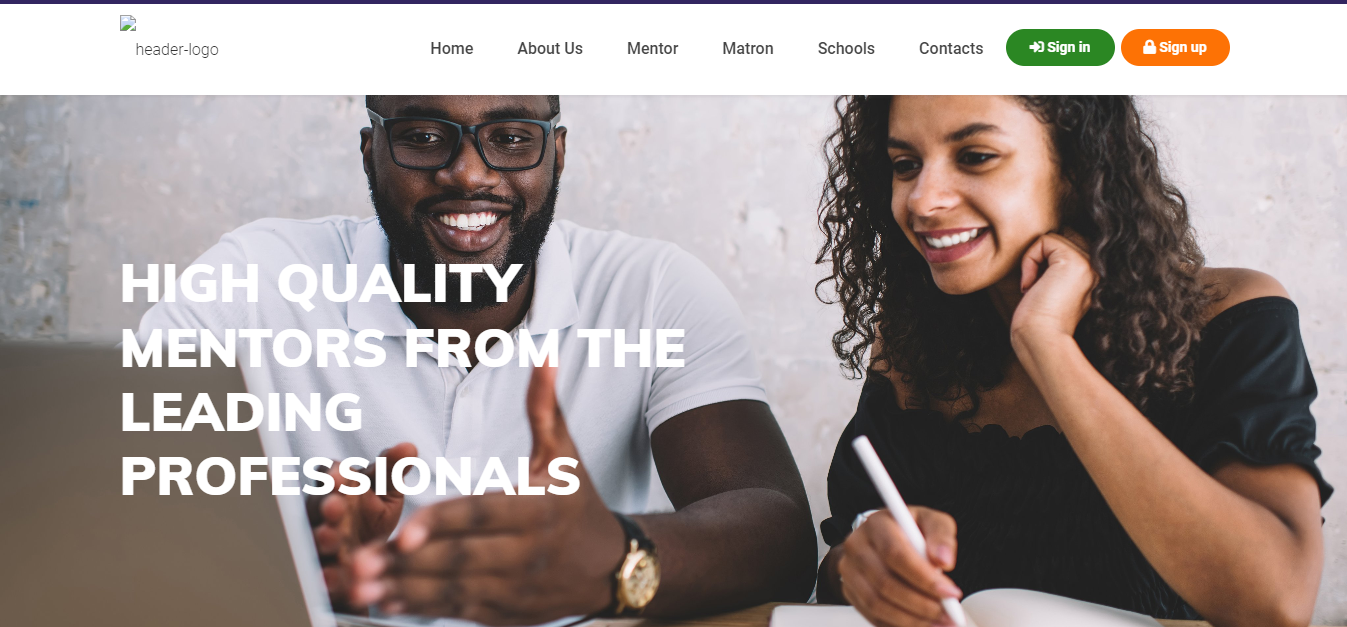 header-logo
Home About Us Mentor Matron Schools Contacts Sign in Sign up
HIGH QUALITY
MENTORS FROM THE
LEADING
PROFESSIONALS